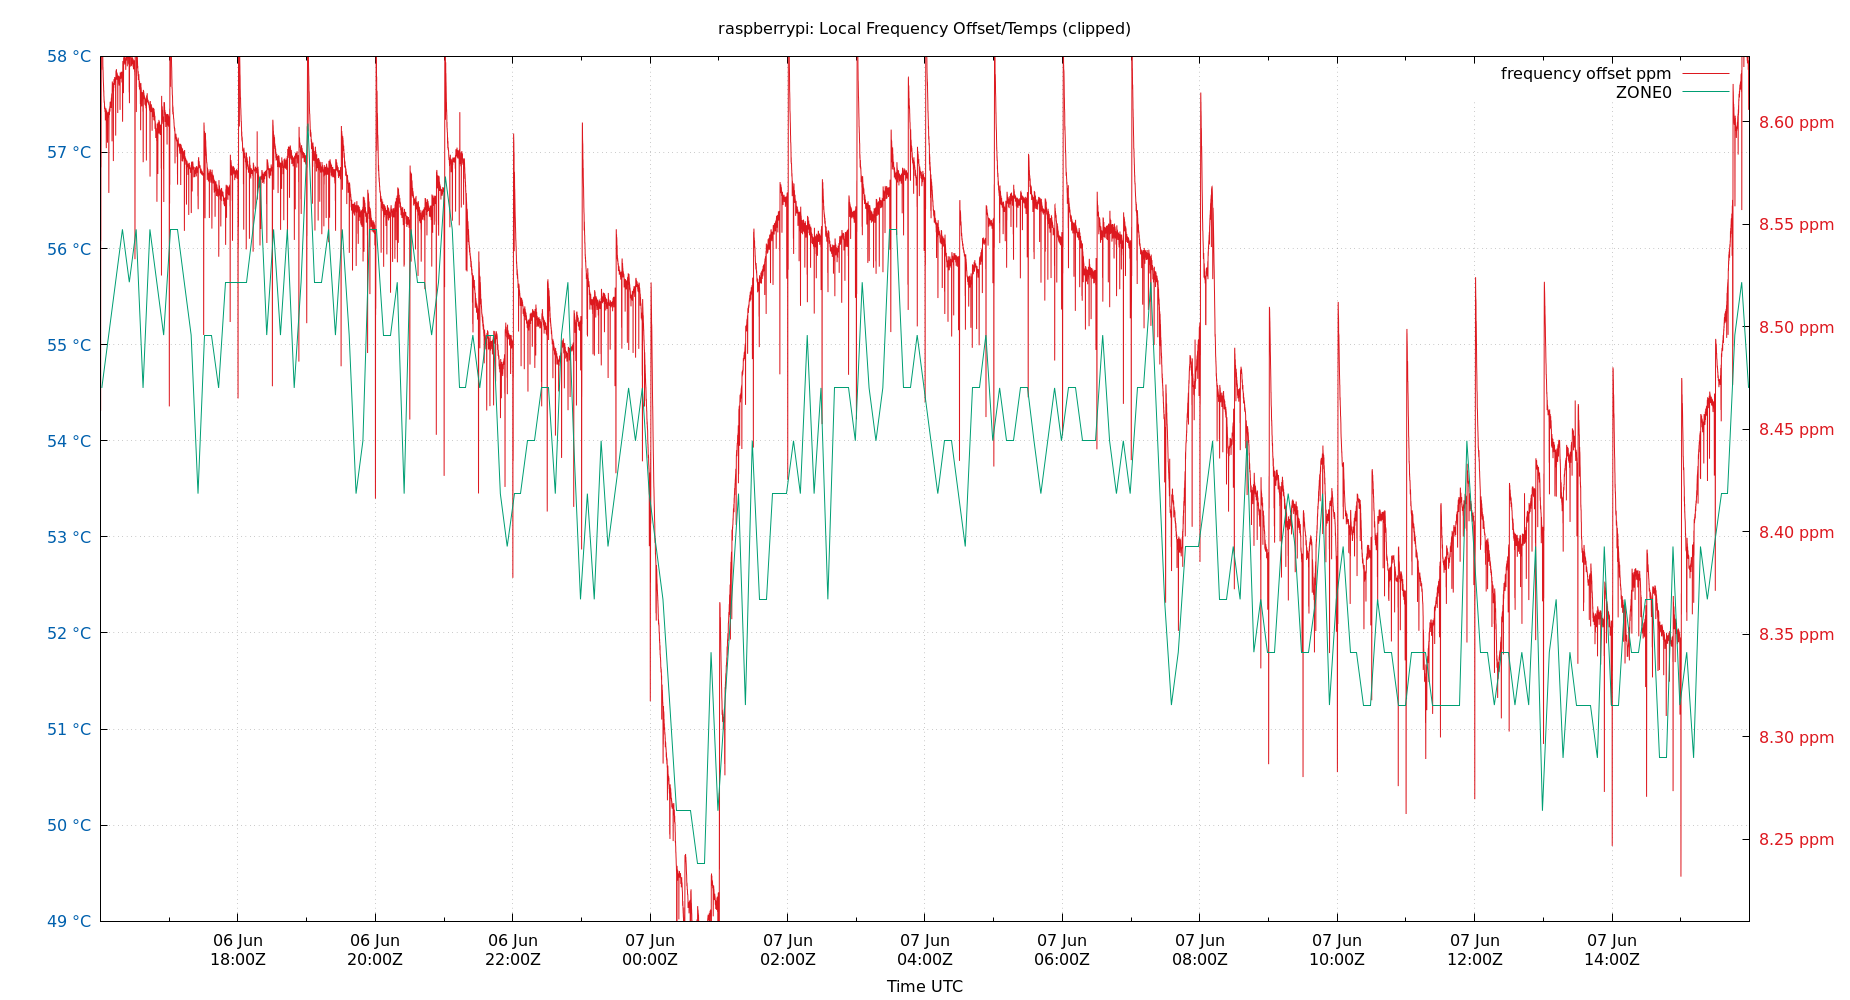 raspberrypi: Local Frequency Offset/Temps (clipped)
58 °C
57 °C
56 °C
55 °C
54 °C
53 °C
52 °C
51 °C
50 °C
49 °C
frequency offset ppm
ZONE0
8.60 ppm
8.55 ppm
8.50 ppm
8.45 ppm
8.40 ppm
8.35 ppm
8.30 ppm
8.25 ppm
06 Jun
18:00Z
06 Jun
20:00Z
06 Jun
22:00Z
07 Jun
00:00Z
07 Jun
02:00Z
07 Jun
04:00Z
07 Jun
06:00Z
07 Jun
08:00Z
07 Jun
10:00Z
07 Jun
12:00Z
07 Jun
14:00Z
Time UTC